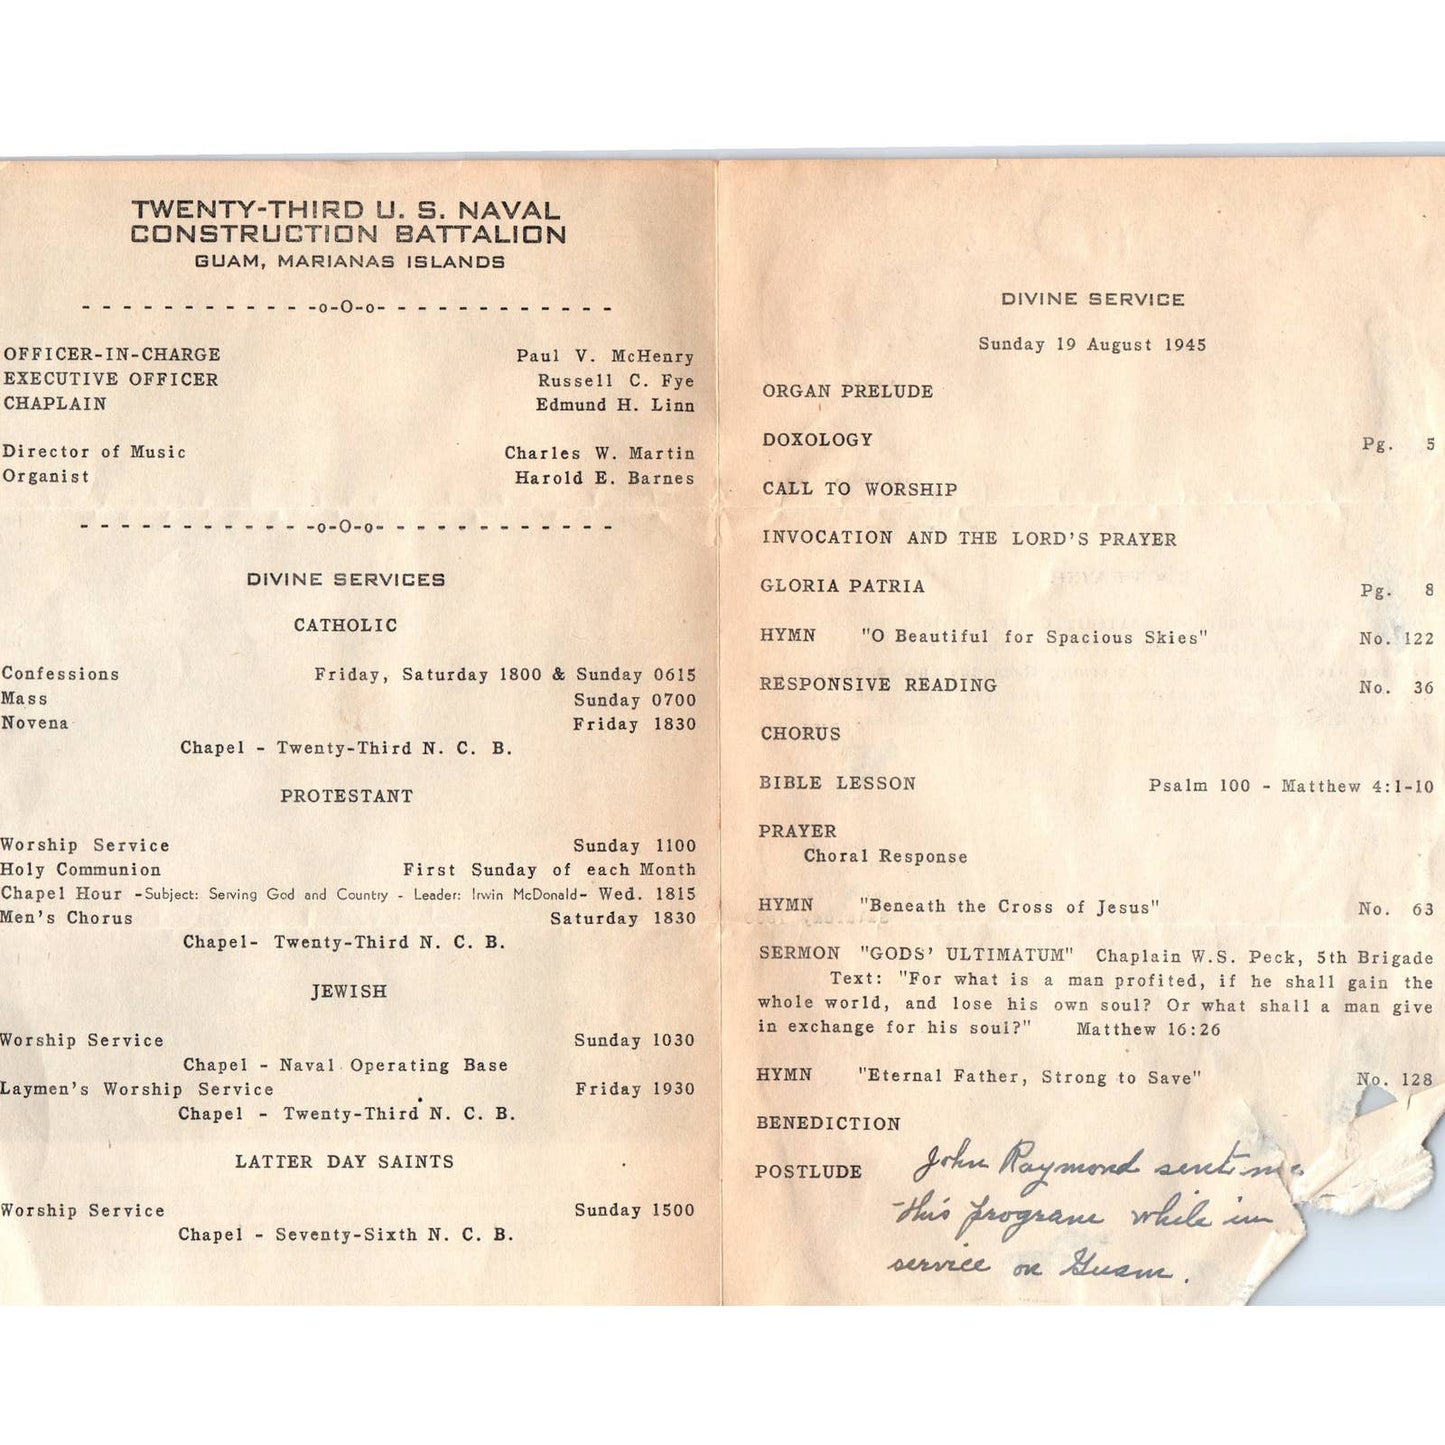 TWENTY-THIRD U. S. NAVAL
CONSTRUCTION BATTALION
GUAM, MARIANAS ISLANDS
- - - - - - - - - - - -o-O-o- - - - - - - - - - - -
OFFICER-IN-CHARGE Paul V. McHenry
EXECUTIVE OFFICER Russell C. Fye
CHAPLAIN Edmund H. Linn
Director of Music Charles W. Martin
Organist Harold E. Barnes
- - - - - - - - - - - -o-O-o- - - - - - - - - - - -
DIVINE SERVICES
CATHOLIC
Confessions Friday, Saturday 1800 & Sunday 0615
Mass Sunday 0700
Novena Friday 1830
Chapel - Twenty-Third N. C. B.
PROTESTANT
Worship Service Sunday 1100
Holy Communion First Sunday of each Month
Chapel Hour -Subject: Serving God and Country - Leader: Irwin McDonald- Wed. 1815
Men's Chorus Saturday 1830
Chapel- Twenty-Third N. C. B.
JEWISH
Worship Service Sunday 1030
Chapel - Naval Operating Base
Laymen's Worship Service Friday 1930
Chapel - Twenty-Third N. C. B.
LATTER DAY SAINTS
Worship Service Sunday 1500
Chapel - Seventy-Sixth N. C. B.
DIVINE SERVICE
Sunday 19 August 1945
ORGAN PRELUDE
DOXOLOGY Pg. 5
CALL TO WORSHIP
INVOCATION AND THE LORD'S PRAYER
GLORIA PATRIA Pg. 8
HYMN "O Beautiful for Spacious Skies" No. 122
RESPONSIVE READING No. 36
CHORUS
BIBLE LESSON Psalm 100 - Matthew 4:1-10
PRAYER
Choral Response
HYMN "Beneath the Cross of Jesus" No. 63
SERMON "GODS' ULTIMATUM" Chaplain W.S. Peck, 5th Brigade
Text: "For what is a man profited, if he shall gain the
whole world, and lose his own soul? Or what shall a man give
in exchange for his soul?" Matthew 16:26
HYMN "Eternal Father, Strong to Save" No. 128
BENEDICTION
POSTLUDE John Raymond sent me
this program while in
service on Guam.